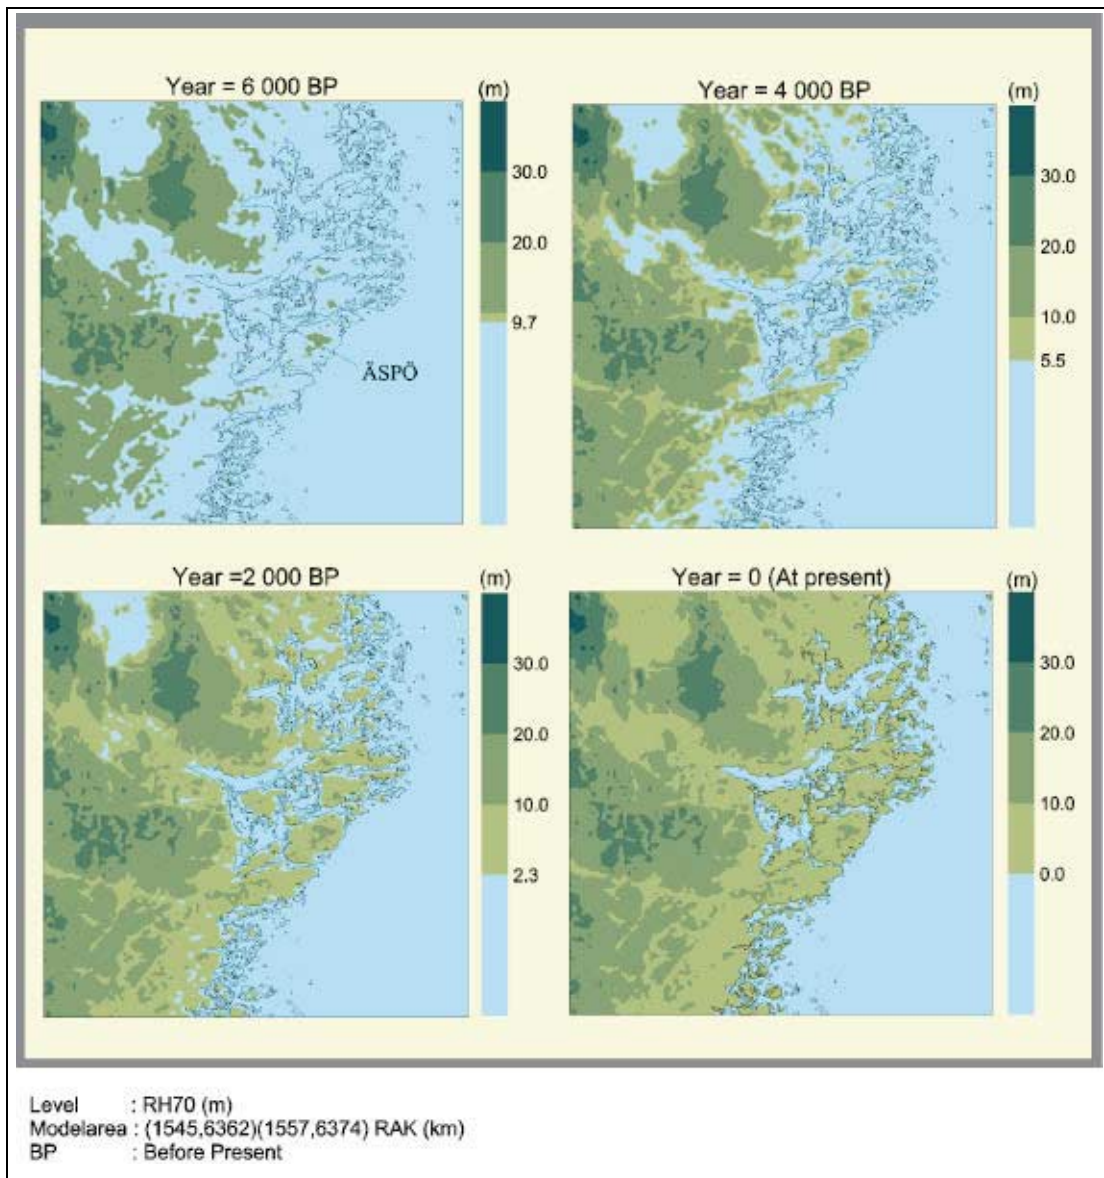 Year = 6 000 BP
(m)
30.0
20.0
9.7
ÄSPÖ
Year = 4 000 BP
(m)
30.0
20.0
10.0
5.5
Year =2 000 BP
(m)
30.0
20.0
10.0
2.3
Year = 0 (At present)
(m)
30.0
20.0
10.0
0.0
Level : RH70 (m)
Modelarea : (1545,6362)(1557,6374) RAK (km)
BP : Before Present